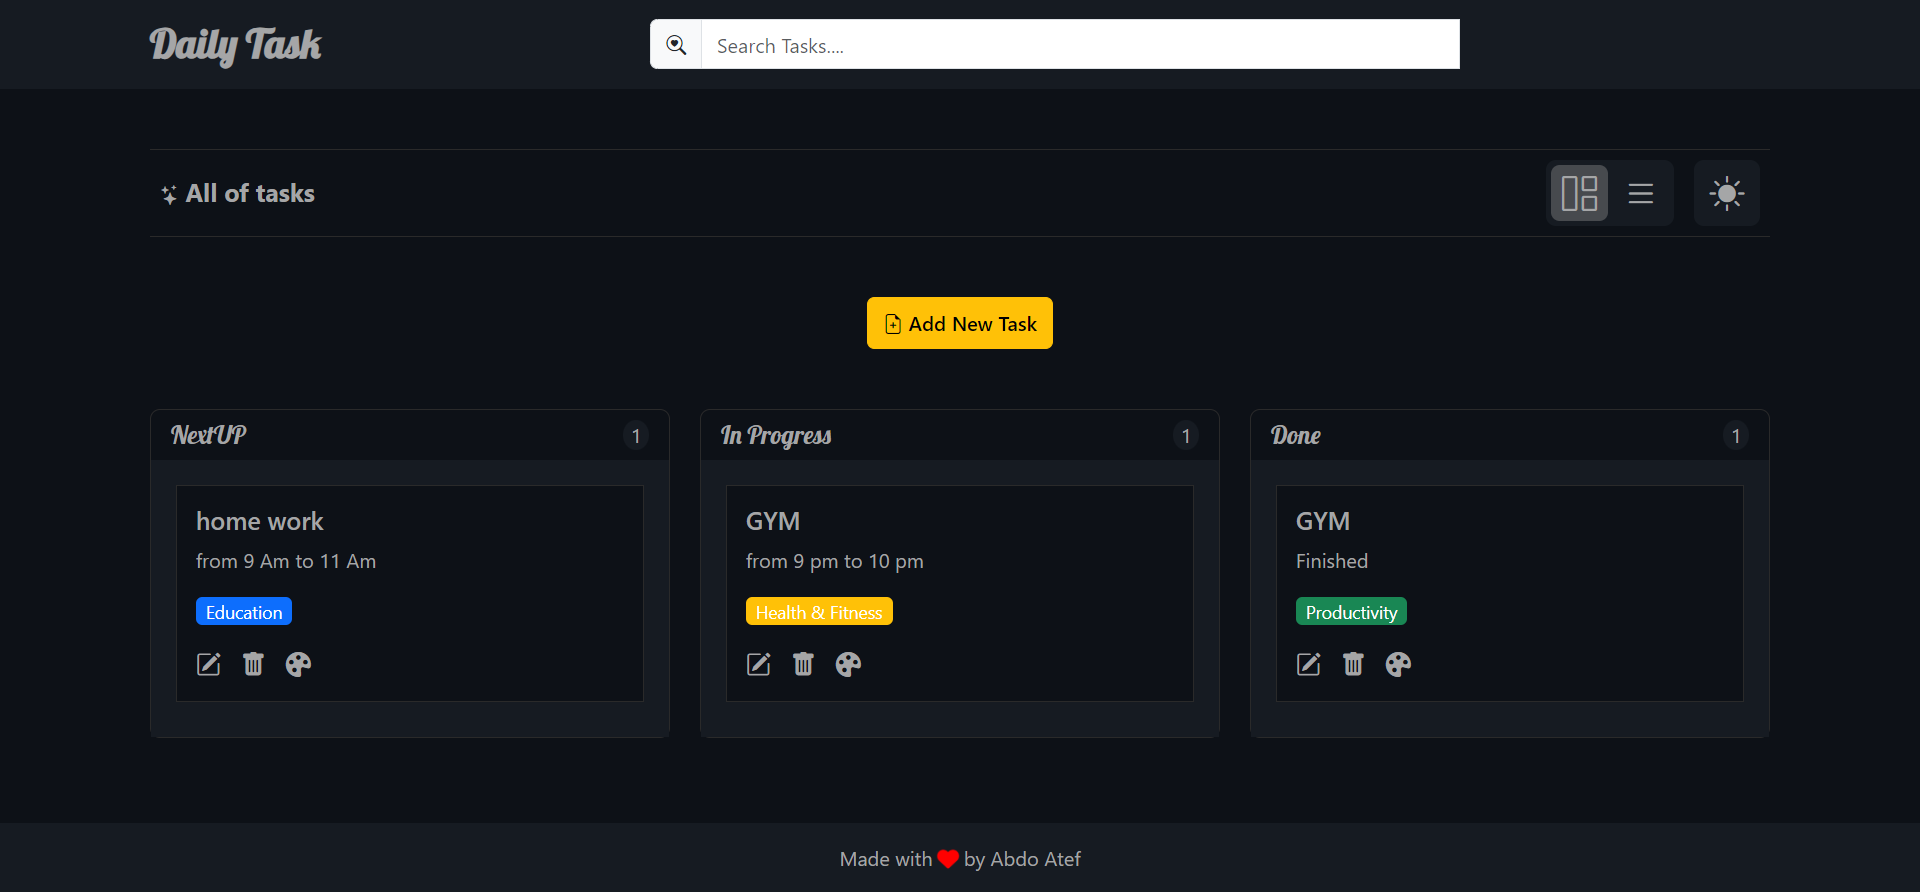 Daily Task
Search Tasks....
All of tasks
Add New Task
NextUP 1
home work
from 9 Am to 11 Am
Education
In Progress 1
GYM
from 9 pm to 10 pm
Health & Fitness
Done 1
GYM
Finished
Productivity
Made with ❤ by Abdo Atef